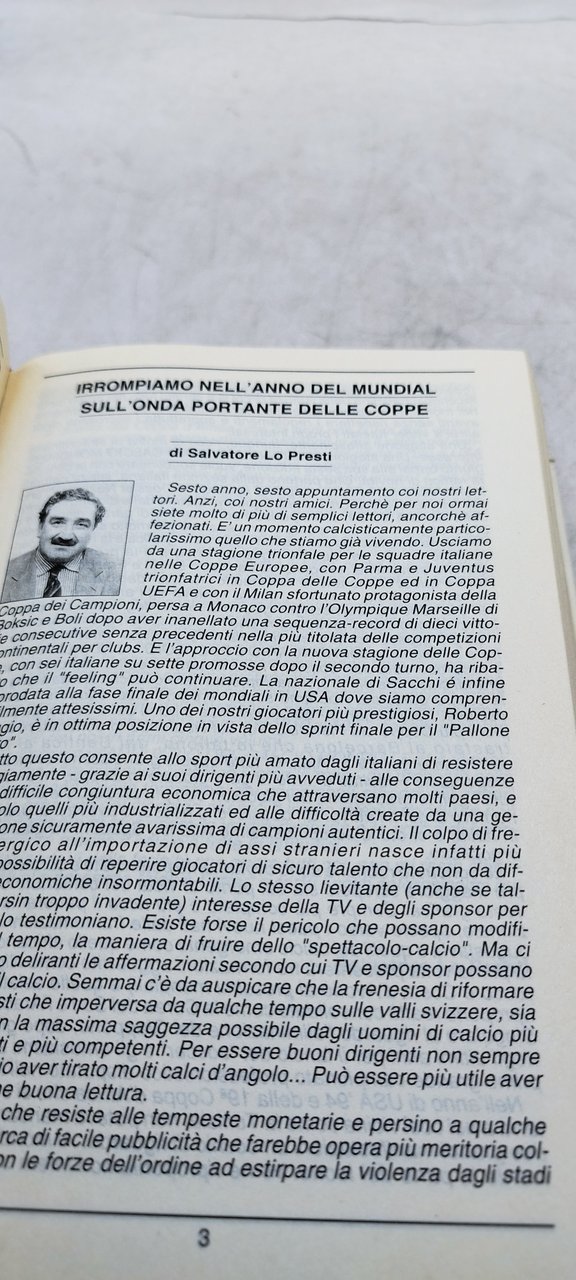 IRROMPIAMO NELL'ANNO DEL MUNDIAL
SULL'ONDA PORTANTE DELLE COPPE
di Salvatore Lo Presti
Sesto anno, sesto appuntamento coi nostri let-
tori. Anzi, coi nostri amici. Perchè per noi ormai
siete molto di più di semplici lettori, ancorchè af-
fezionati. E' un momento calcisticamente partico-
larissimo quello che stiamo già vivendo. Usciamo
da una stagione trionfale per le squadre italiane
nelle Coppe Europee, con Parma e Juventus
trionfatrici in Coppa delle Coppe ed in Coppa
UEFA e con il Milan sfortunato protagonista della
Coppa dei Campioni, persa a Monaco contro l'Olympique Marseille di
Boksic e Boli dopo aver inanellato una sequenza-record di dieci vitto-
ie consecutive senza precedenti nella più titolata delle competizioni
ontinentali per clubs. E l'approccio con la nuova stagione delle Cop-
e, con sei italiane su sette promosse dopo il secondo turno, ha riba-
o che il "feeling" può continuare. La nazionale di Sacchi é infine
prodata alla fase finale dei mondiali in USA dove siamo compren-
ilmente attesissimi. Uno dei nostri giocatori più prestigiosi, Roberto
gio, è in ottima posizione in vista dello sprint finale per il "Pallone
o".
tto questo consente allo sport più amato dagli italiani di resistere
giamente - grazie ai suoi dirigenti più avveduti - alle conseguenze
difficile congiuntura economica che attraversano molti paesi, e
olo quelli più industrializzati ed alle difficoltà create da una ge-
one sicuramente avarissima di campioni autentici. Il colpo di fre-
ergico all'importazione di assi stranieri nasce infatti più
possibilità di reperire giocatori di sicuro talento che non da dif-
economiche insormontabili. Lo stesso lievitante (anche se tal-
rsin troppo invadente) interesse della TV e degli sponsor per
lo testimoniano. Esiste forse il pericolo che possano modifi-
l tempo, la maniera di fruire dello "spettacolo-calcio". Ma ci
o deliranti le affermazioni secondo cui TV e sponsor possano
il calcio. Semmai c'è da auspicare che la frenesia di riformare
sti che imperversa da qualche tempo sulle valli svizzere, sia
n la massima saggezza possibile dagli uomini di calcio più
ti e più competenti. Per essere buoni dirigenti non sempre
io aver tirato molti calci d'angolo... Può essere più utile aver
he buona lettura.
che resiste alle tempeste monetarie e persino a qualche
rca di facile pubblicità che farebbe opera più meritoria col-
on le forze dell'ordine ad estirpare la violenza dagli stadi
3